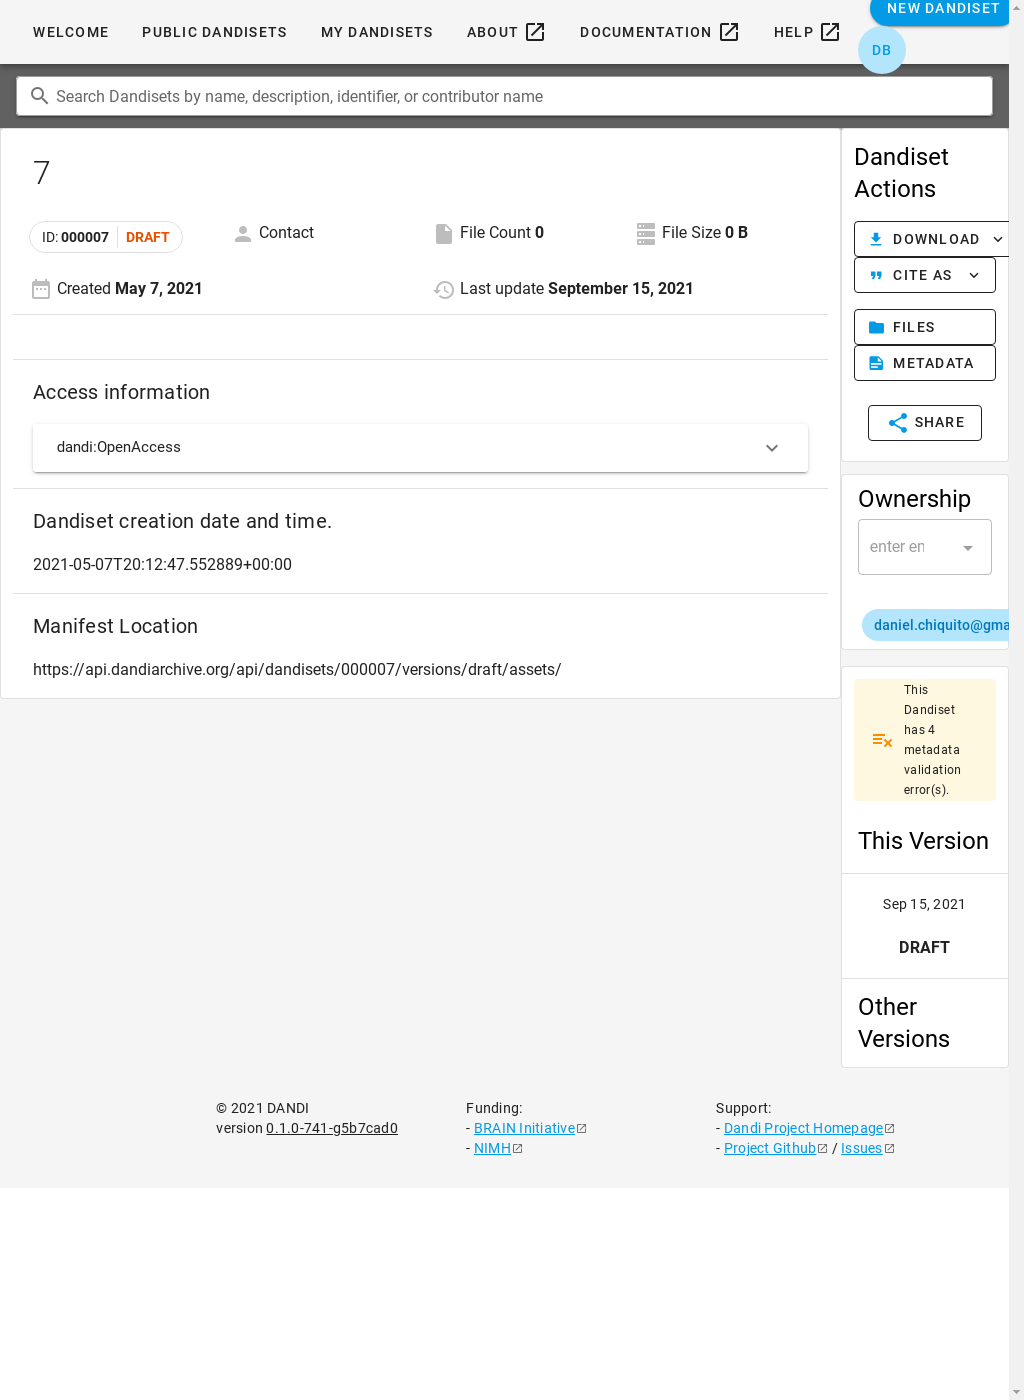 NEW DANDISET
WELCOME PUBLIC DANDISETS MY DANDISETS ABOUT DOCUMENTATION HELP
DB
Search Dandisets by name, description, identifier, or contributor name
7
ID: 000007 DRAFT
Contact
File Count 0
File Size 0 B
Created May 7, 2021
Last update September 15, 2021
Access information
dandi:OpenAccess
Dandiset creation date and time.
2021-05-07T20:12:47.552889+00:00
Manifest Location
https://api.dandiarchive.org/api/dandisets/000007/versions/draft/assets/
Dandiset
Actions
DOWNLOAD
CITE AS
FILES
METADATA
SHARE
Ownership
enter en
daniel.chiquito@gma
This
Dandiset
has 4
metadata
validation
error(s).
This Version
Sep 15, 2021
DRAFT
Other
Versions
© 2021 DANDI
version 0.1.0-741-g5b7cad0
Funding:
- BRAIN Initiative
- NIMH
Support:
- Dandi Project Homepage
- Project Github / Issues